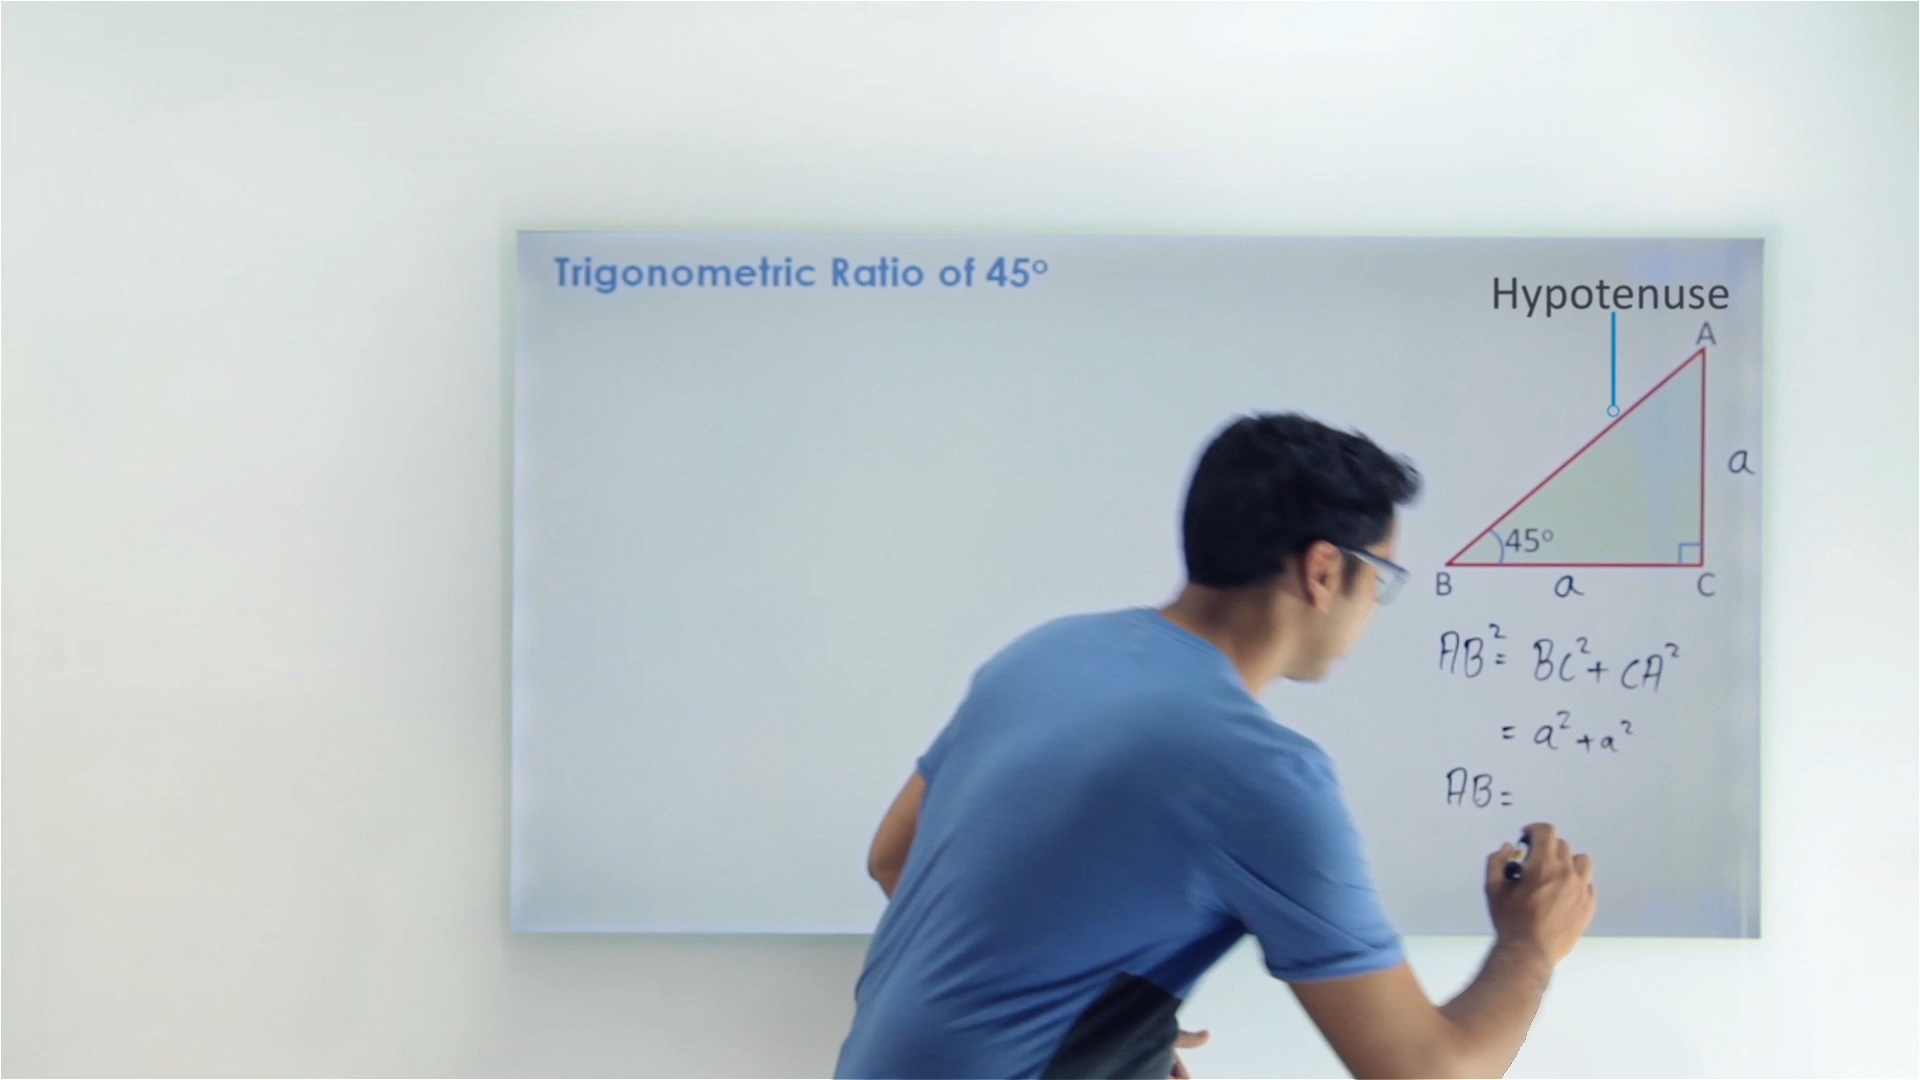 Trigonometric Ratio of 45°
Hypotenuse
A
a
45°
B a C
AB² = BC² + CA²
= a² + a²
AB =